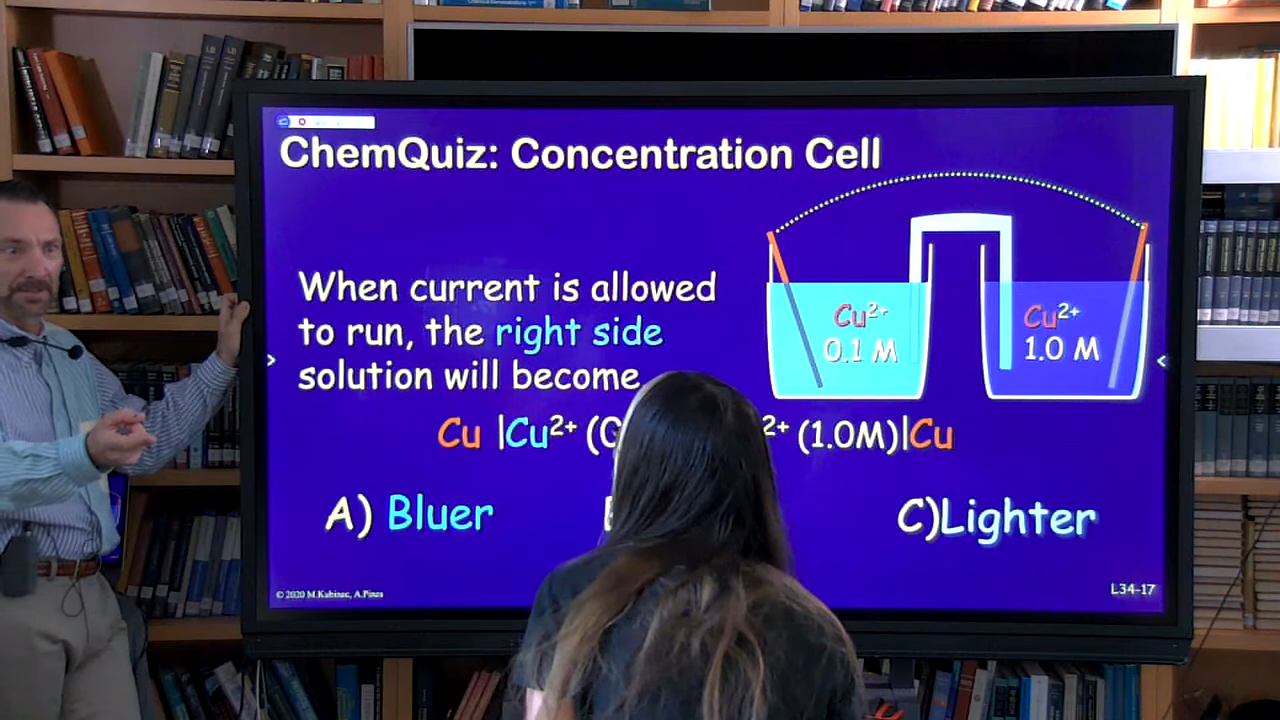 ChemQuiz: Concentration Cell
When current is allowed
to run, the right side
solution will become
Cu²⁺
0.1 M
Cu²⁺
1.0 M
Cu |Cu²⁺ (0 ²⁺ (1.0M)|Cu
A) Bluer
C)Lighter
© 2020 M.Kubinec, A.Pines
L34-17